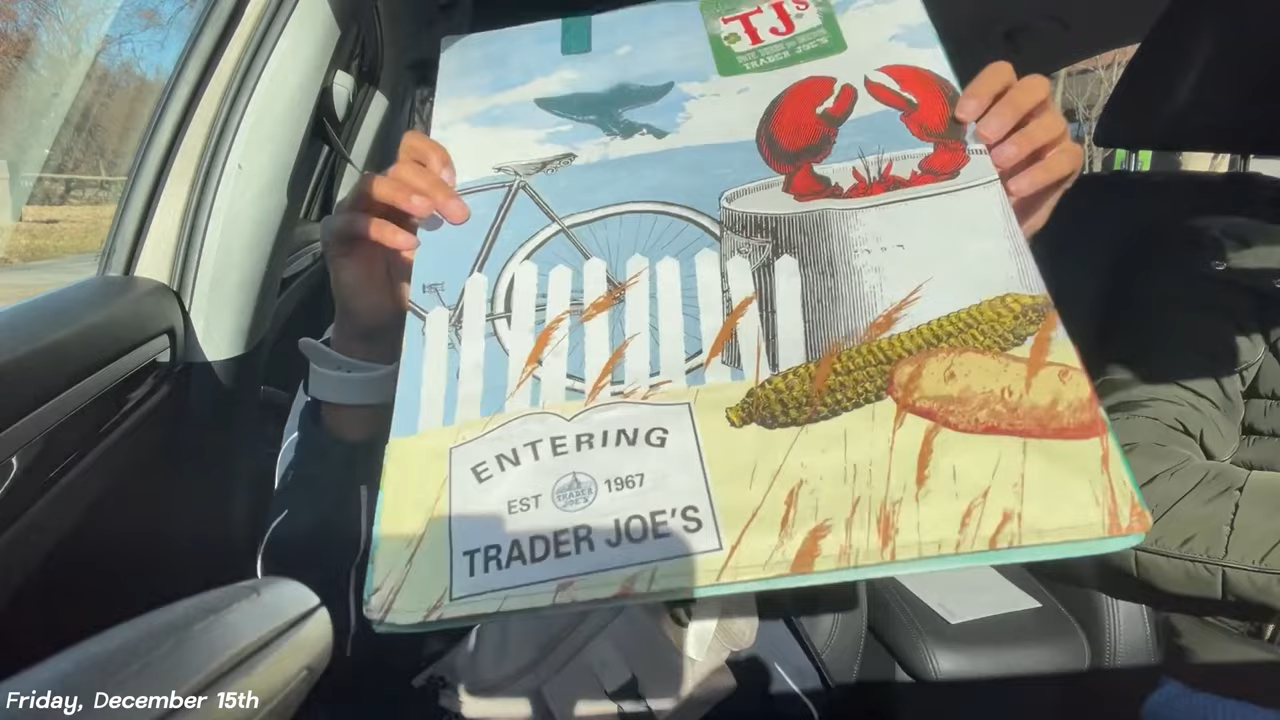 TJ's
TRADER JOE'S
ENTERING
EST TRADER JOE'S 1967
TRADER JOE'S
Friday, December 15th